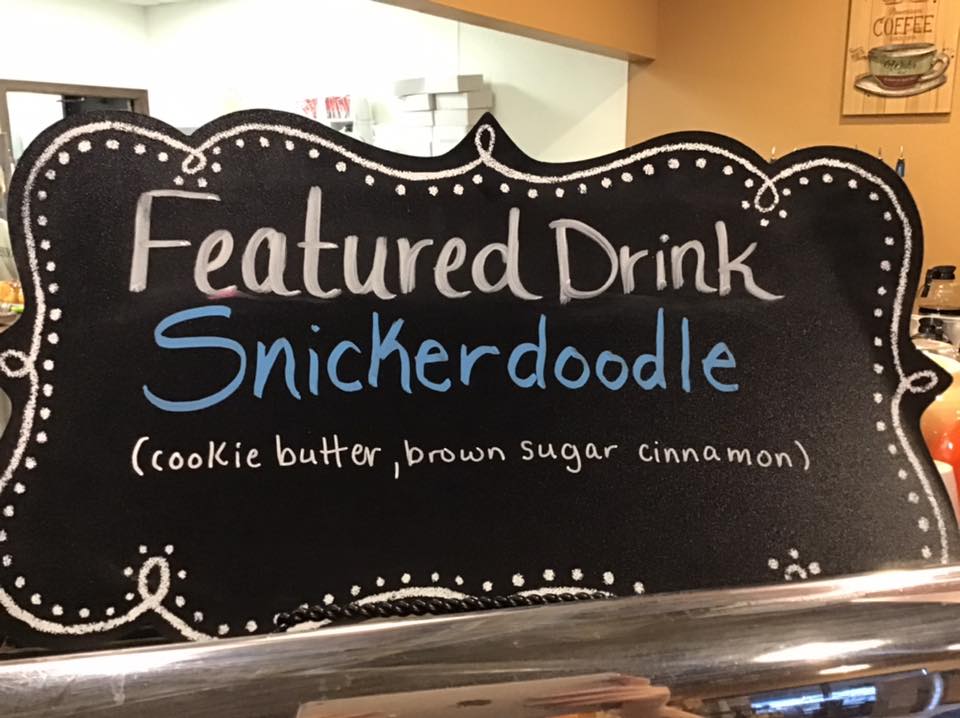 COFFEE
Featured Drink
Snickerdoodle
(cookie butter, brown sugar cinnamon)